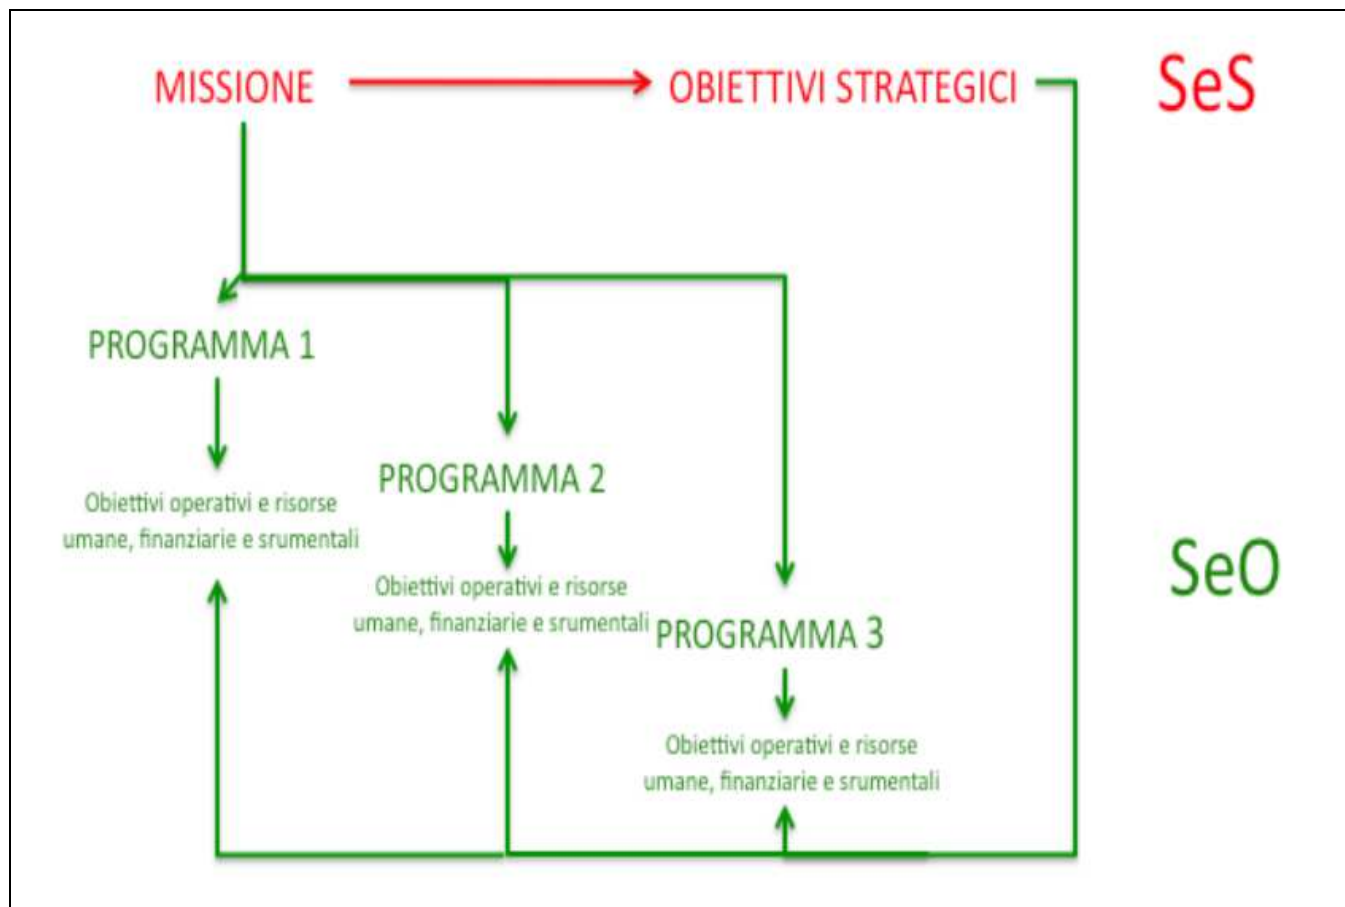 MISSIONE
OBIETTIVI STRATEGICI
SeS
PROGRAMMA 1
Obiettivi operativi e risorse
umane, finanziarie e srumentali
PROGRAMMA 2
Obiettivi operativi e risorse
umane, finanziarie e srumentali
SeO
PROGRAMMA 3
Obiettivi operativi e risorse
umane, finanziarie e srumentali